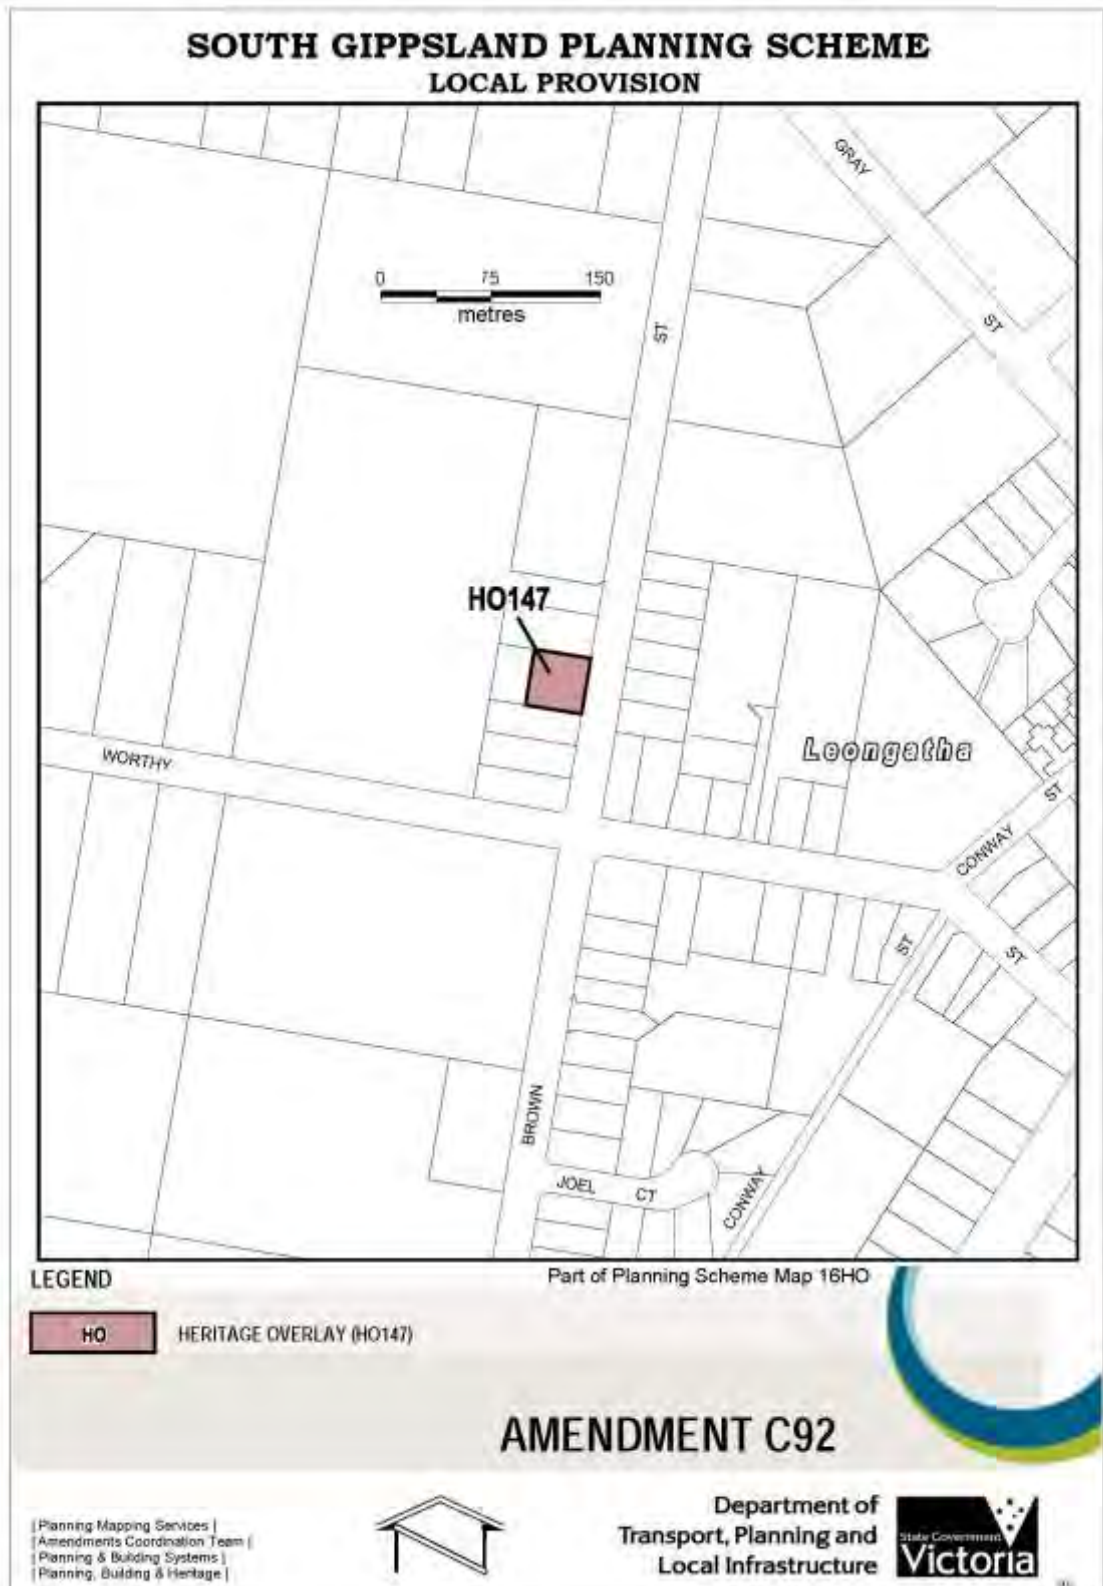 SOUTH GIPPSLAND PLANNING SCHEME
LOCAL PROVISION
GRAY
ST
0 75 150
metres
ST
HO147
WORTHY
Leongatha
ST
CONWAY
ST
ST
BROWN
JOEL CT
CONWAY
LEGEND
Part of Planning Scheme Map 16HO
HO
HERITAGE OVERLAY (HO147)
AMENDMENT C92
| Planning Mapping Services |
| Amendments Coordination Team |
| Planning & Building Systems |
| Planning, Building & Heritage |
Department of
Transport, Planning and
Local Infrastructure
State Government
Victoria